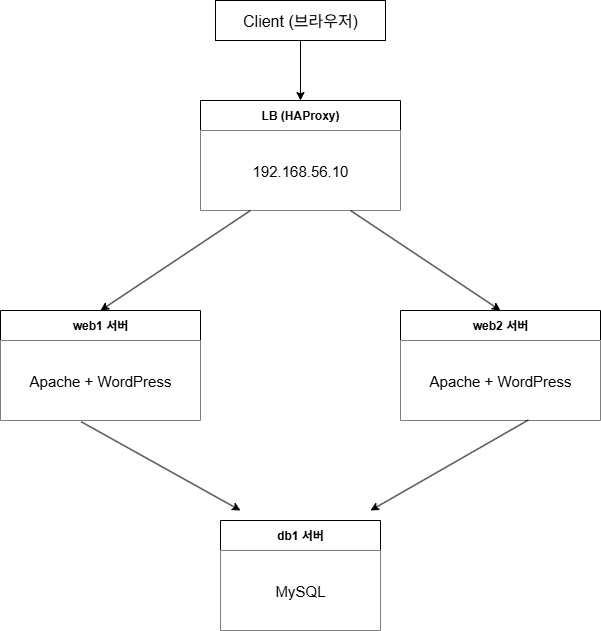 Client (브라우저)
LB (HAProxy)
192.168.56.10
web1 서버
Apache + WordPress
web2 서버
Apache + WordPress
db1 서버
MySQL